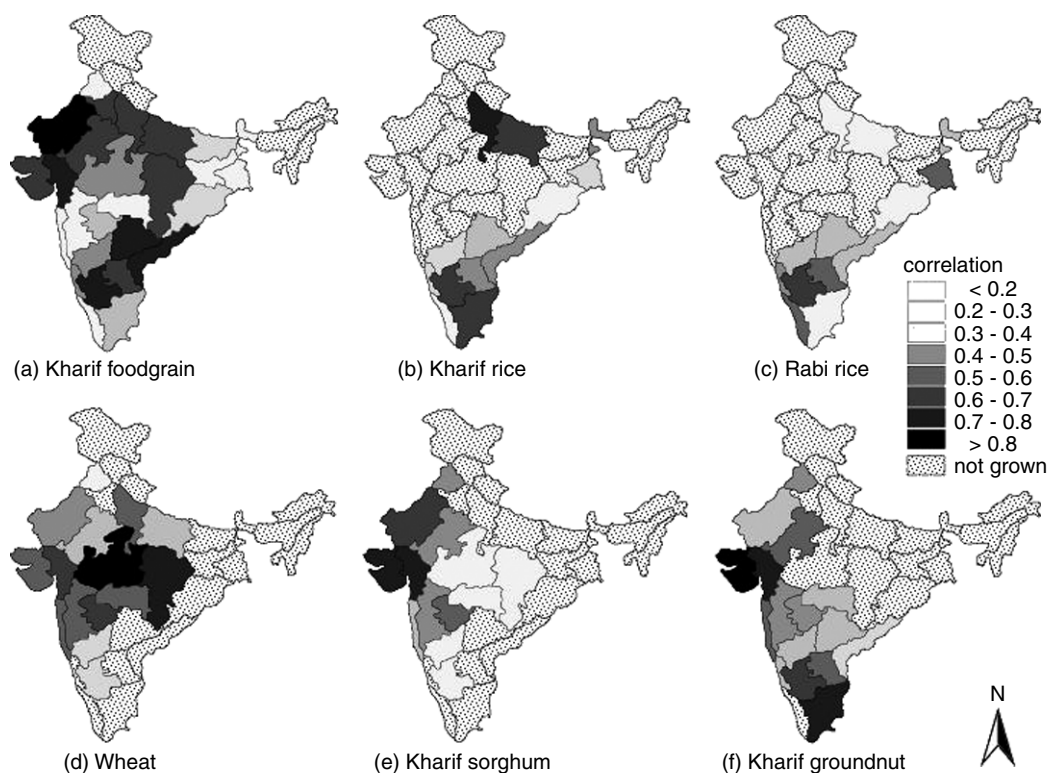 (a) Kharif foodgrain
(b) Kharif rice
(c) Rabi rice
correlation
< 0.2
0.2 - 0.3
0.3 - 0.4
0.4 - 0.5
0.5 - 0.6
0.6 - 0.7
0.7 - 0.8
> 0.8
not grown
(d) Wheat
(e) Kharif sorghum
(f) Kharif groundnut
N